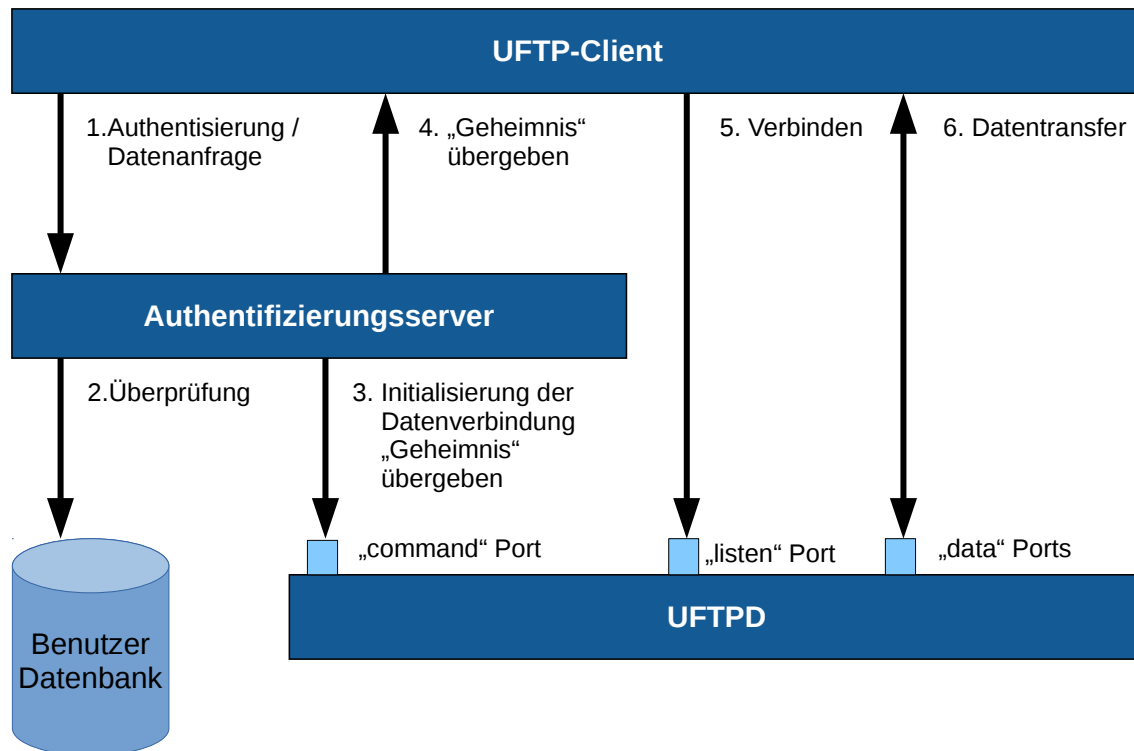 UFTP-Client
1.Authentisierung /
Datenanfrage
4. „Geheimnis“
übergeben
5. Verbinden
6. Datentransfer
Authentifizierungsserver
2.Überprüfung
3. Initialisierung der
Datenverbindung
„Geheimnis“
übergeben
„command“ Port
„listen“ Port
„data“ Ports
UFTPD
Benutzer
Datenbank